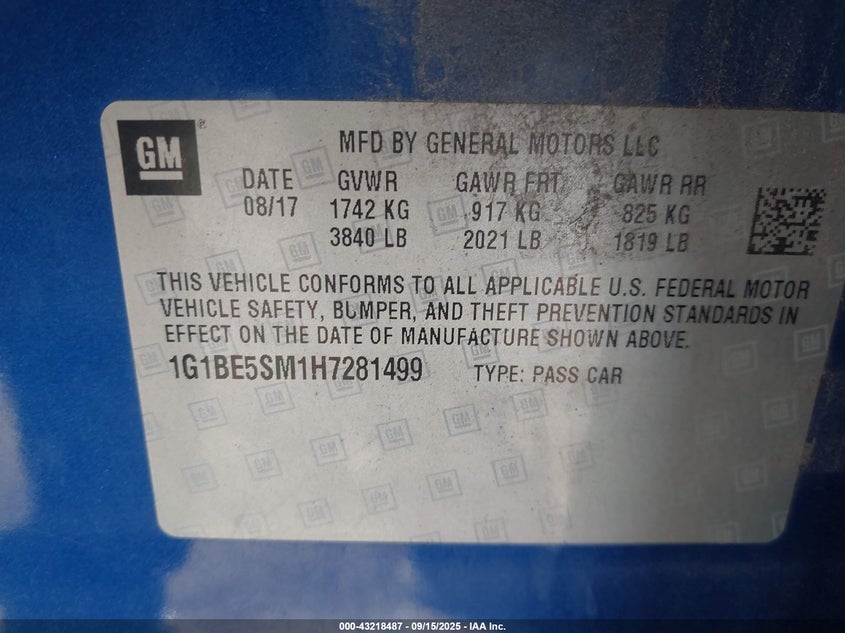 GM®
MFD BY GENERAL MOTORS LLC
DATE GVWR GAWR FRT GAWR RR
08/17 1742 KG 917 KG 825 KG
3840 LB 2021 LB 1819 LB
THIS VEHICLE CONFORMS TO ALL APPLICABLE U.S. FEDERAL MOTOR
VEHICLE SAFETY, BUMPER, AND THEFT PREVENTION STANDARDS IN
EFFECT ON THE DATE OF MANUFACTURE SHOWN ABOVE.
1G1BE5SM1H7281499 TYPE: PASS CAR
000-43218487 - 09/15/2025 - IAA Inc.